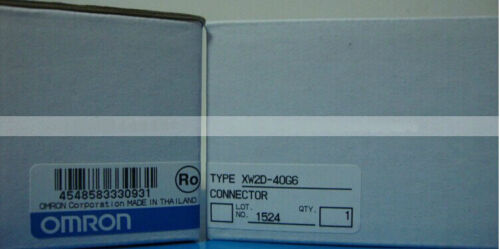 4548583330931
OMRON Corporation MADE IN THAILAND
OMRON
Ro
TYPE XW2D-40G6
CONNECTOR
LOT. NO. 1524 QTY. 1